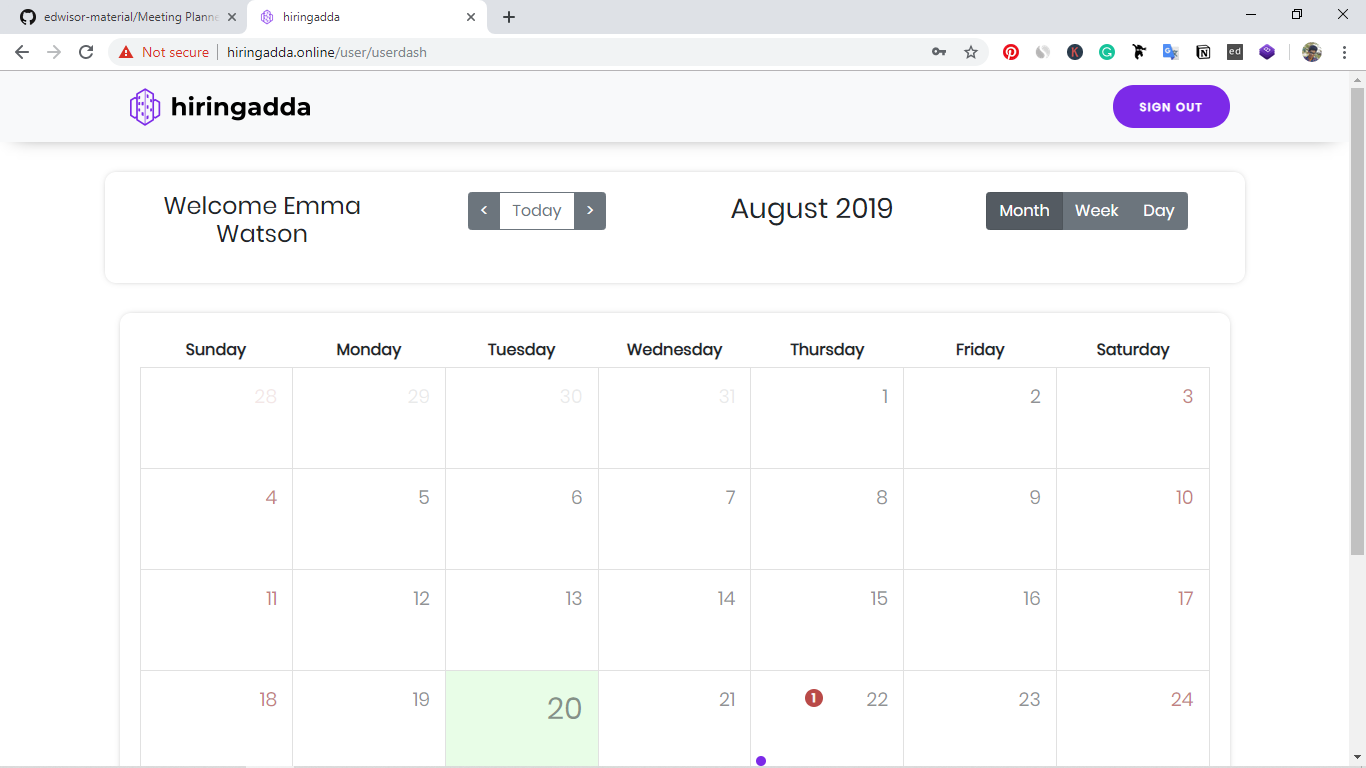 edwisor-material/Meeting Planne
hiringadda
Not secure
hiringadda.online/user/userdash
K
G
N
ed
hiringadda
SIGN OUT
Welcome Emma
Watson
< Today >
August 2019
Month Week Day
Sunday Monday Tuesday Wednesday Thursday Friday Saturday
28 29 30 31 1 2 3
4 5 6 7 8 9 10
11 12 13 14 15 16 17
18 19 20 21 1 22 23 24